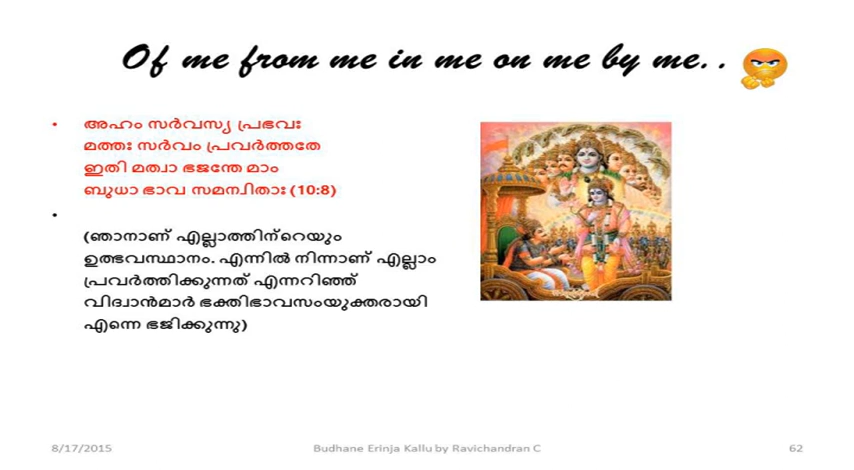 Of me from me in me on me by me..
• അഹം സർവസ്യ പ്രഭവഃ
മത്തഃ സർവം പ്രവർത്തതേ
ഇതി മത്വാ ഭജന്തേ മാം
ബുധാ ഭാവ സമന്വിതാഃ (10:8)
•
(ഞാനാണ് എല്ലാത്തിന്റെയും
ഉത്ഭവസ്ഥാനം. എന്നിൽ നിന്നാണ് എല്ലാം
പ്രവർത്തിക്കുന്നത് എന്നറിഞ്ഞ്
വിദ്വാൻമാർ ഭക്തിഭാവസംയുക്തരായി
എന്നെ ഭജിക്കുന്നു)
8/17/2015
Budhane Erinja Kallu by Ravichandran C
62